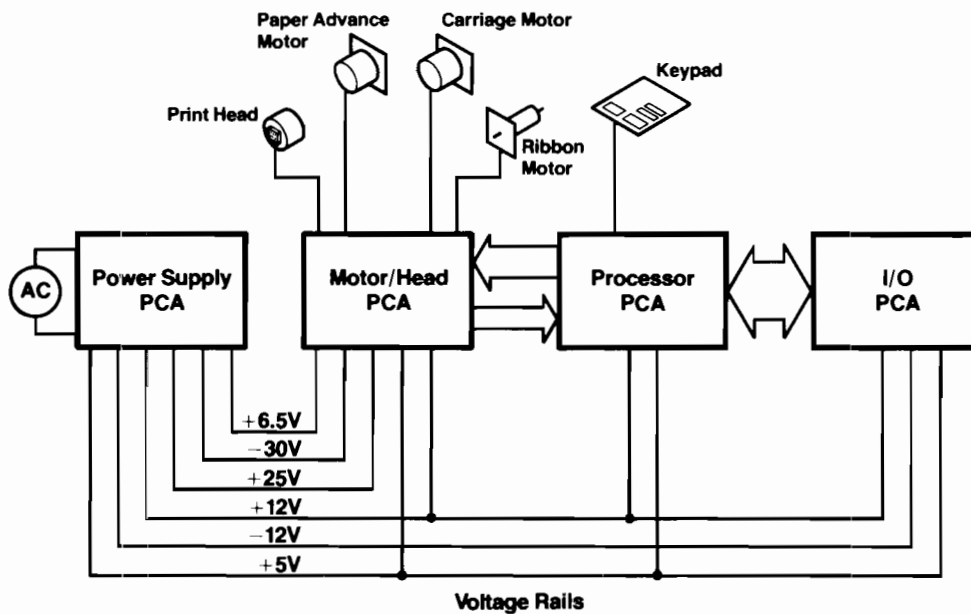 Paper Advance
Motor
Carriage Motor
Keypad
Print Head
Ribbon
Motor
AC
Power Supply
PCA
Motor/Head
PCA
Processor
PCA
I/O
PCA
+6.5V
−30V
+25V
+12V
−12V
+5V
Voltage Rails